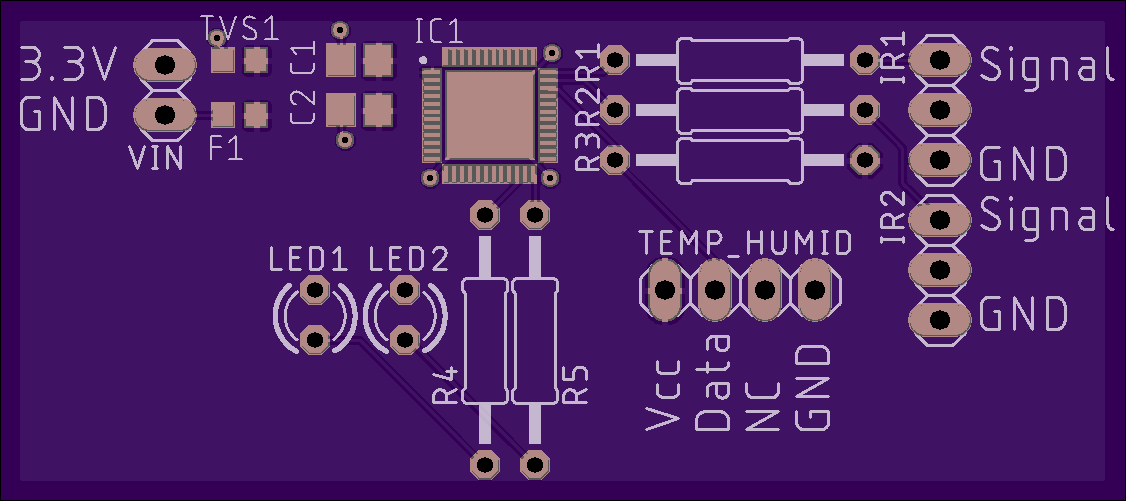 TVS1
3.3V
GND
VIN
F1
C1
C2
IC1
R1
R2
R3
IR1
Signal
GND
IR2
Signal
GND
TEMP_HUMID
Vcc
Data
NC
GND
LED1
LED2
R4
R5